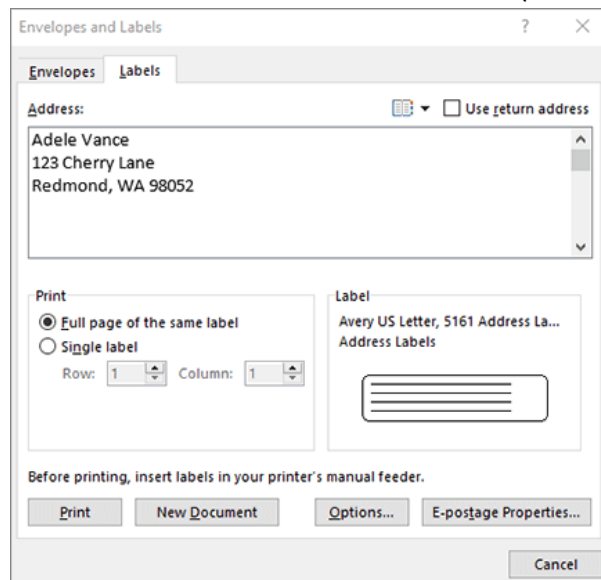 Envelopes and Labels ? ×
Envelopes Labels
Address: Use return address
Adele Vance
123 Cherry Lane
Redmond, WA 98052
Print
Full page of the same label
Single label
Row: 1 Column: 1
Label
Avery US Letter, 5161 Address La...
Address Labels
Before printing, insert labels in your printer's manual feeder.
Print New Document Options... E-postage Properties...
Cancel